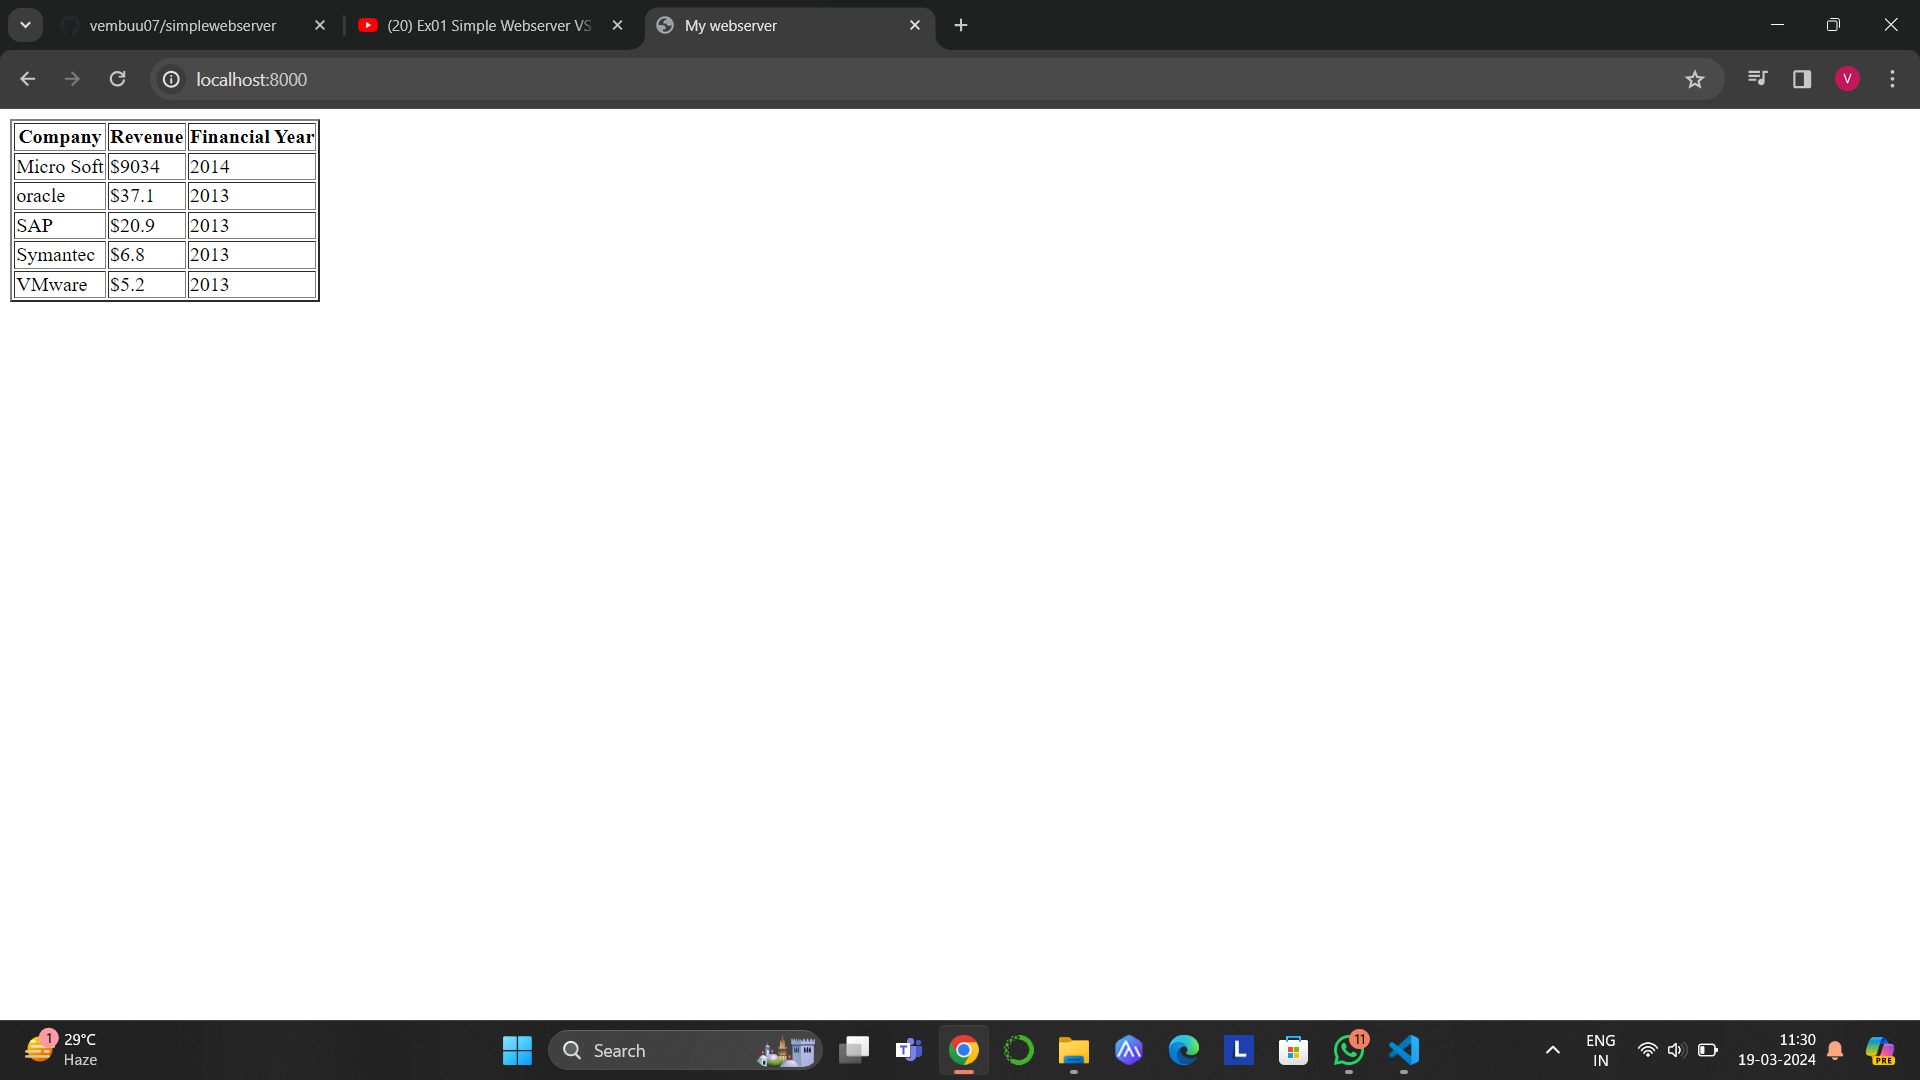 vembuu07/simplewebserver
(20) Ex01 Simple Webserver VS
My webserver
localhost:8000
V
Company Revenue Financial Year
Micro Soft $9034 2014
oracle $37.1 2013
SAP $20.9 2013
Symantec $6.8 2013
VMware $5.2 2013
1
29°C
Haze
Search
T
L
11
ENG
IN
11:30
19-03-2024
PRE